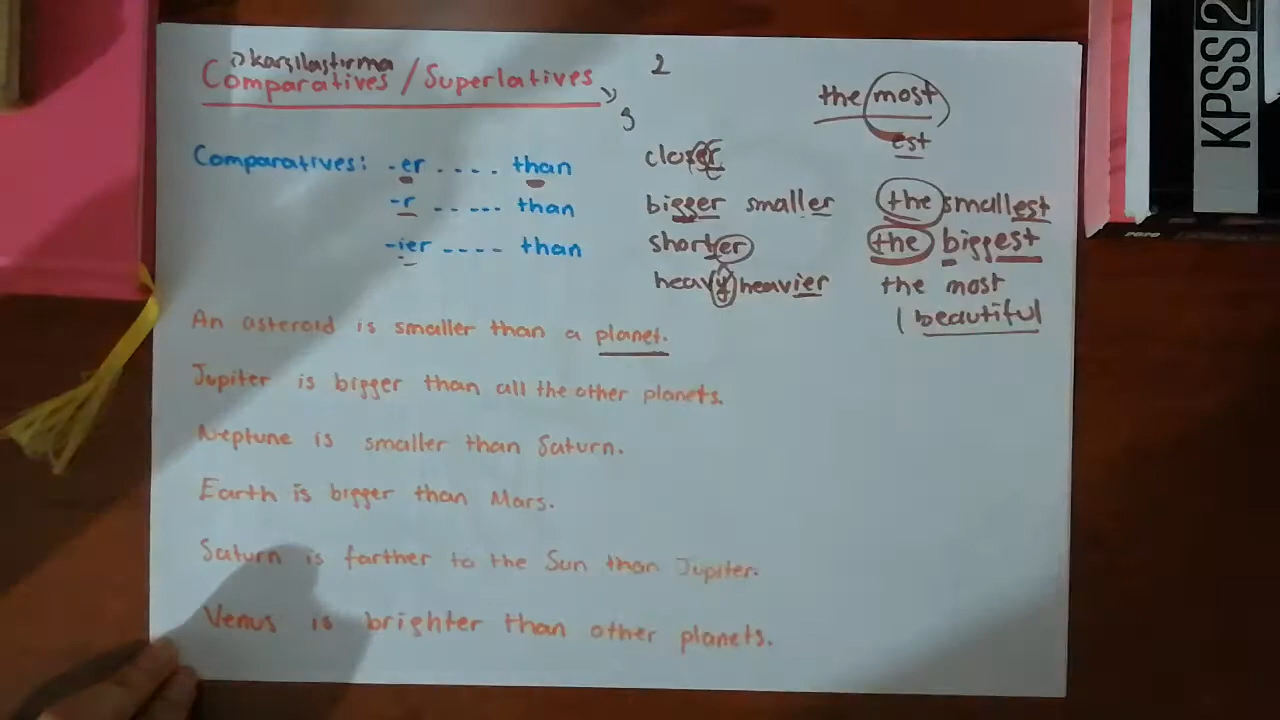 karşılaştırma
Comparatives / Superlatives
2
3
the most
est
Comparatives: -er .... than
-r ..... than
-ier .... than
closer
bigger smaller
shorter
heavy heavier
the smallest
the biggest
the most
beautiful
An asteroid is smaller than a planet.
Jupiter is bigger than all the other planets.
Neptune is smaller than Saturn.
Earth is bigger than Mars.
Saturn is farther to the Sun than Jupiter.
Venus is brighter than other planets.
KPSS2